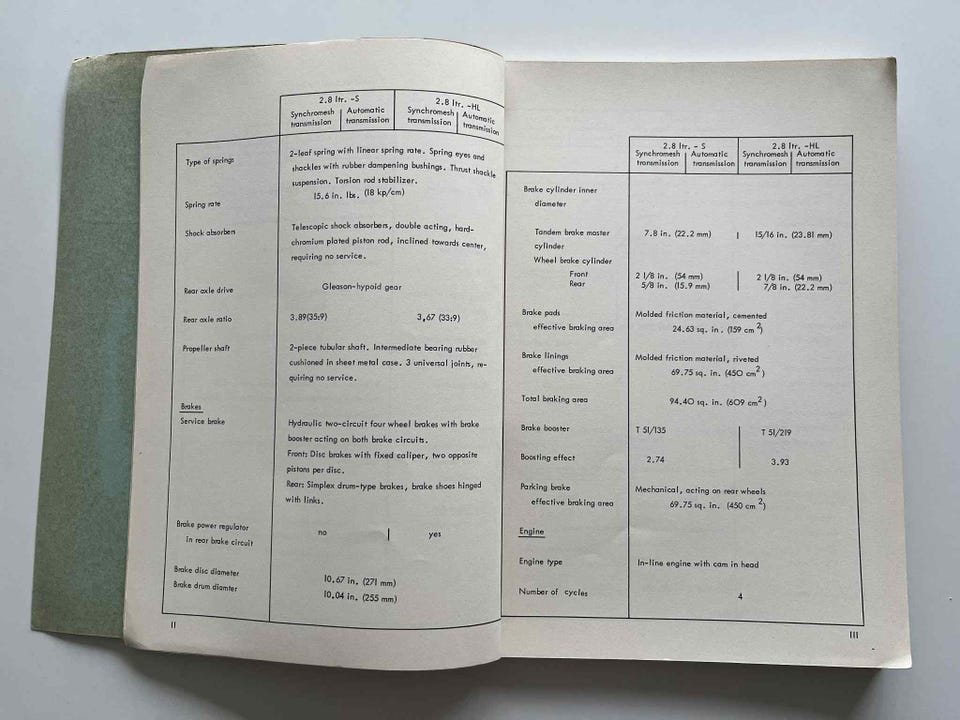 2.8 ltr. -S 2.8 ltr. -HL
Synchromesh transmission Automatic transmission Synchromesh transmission Automatic transmission
Type of springs 2-leaf spring with linear spring rate. Spring eyes and
shackles with rubber dampening bushings. Thrust shackle
suspension. Torsion rod stabilizer.
Spring rate 15.6 in. lbs. (18 kp/cm)
Shock absorbers Telescopic shock absorbers, double acting, hard-
chromium plated piston rod, inclined towards center,
requiring no service.
Rear axle drive Gleason-hypoid gear
Rear axle ratio 3.89(35:9) 3,67 (33:9)
Propeller shaft 2-piece tubular shaft. Intermediate bearing rubber
cushioned in sheet metal case. 3 universal joints, re-
quiring no service.
Brakes
Service brake Hydraulic two-circuit four wheel brakes with brake
booster acting on both brake circuits.
Front: Disc brakes with fixed caliper, two opposite
pistons per disc.
Rear: Simplex drum-type brakes, brake shoes hinged
with links.
Brake power regulator
in rear brake circuit no yes
Brake disc diameter 10.67 in. (271 mm)
Brake drum diamter 10.04 in. (255 mm)
II
2.8 ltr. - S 2.8 ltr. -HL
Synchromesh transmission Automatic transmission Synchromesh transmission Automatic transmission
Brake cylinder inner
diameter
Tandem brake master 7.8 in. (22.2 mm) 15/16 in. (23.81 mm)
cylinder
Wheel brake cylinder
Front 2 1/8 in. (54 mm) 2 1/8 in. (54 mm)
Rear 5/8 in. (15.9 mm) 7/8 in. (22.2 mm)
Brake pads Molded friction material, cemented
effective braking area 24.63 sq. in. (159 cm2)
Brake linings Molded friction material, riveted
effective braking area 69.75 sq. in. (450 cm2)
Total braking area 94.40 sq. in. (609 cm2)
Brake booster T 51/135 T 51/219
Boosting effect 2.74 3.93
Parking brake Mechanical, acting on rear wheels
effective braking area 69.75 sq. in. (450 cm2)
Engine
Engine type In-line engine with cam in head
Number of cycles 4
III